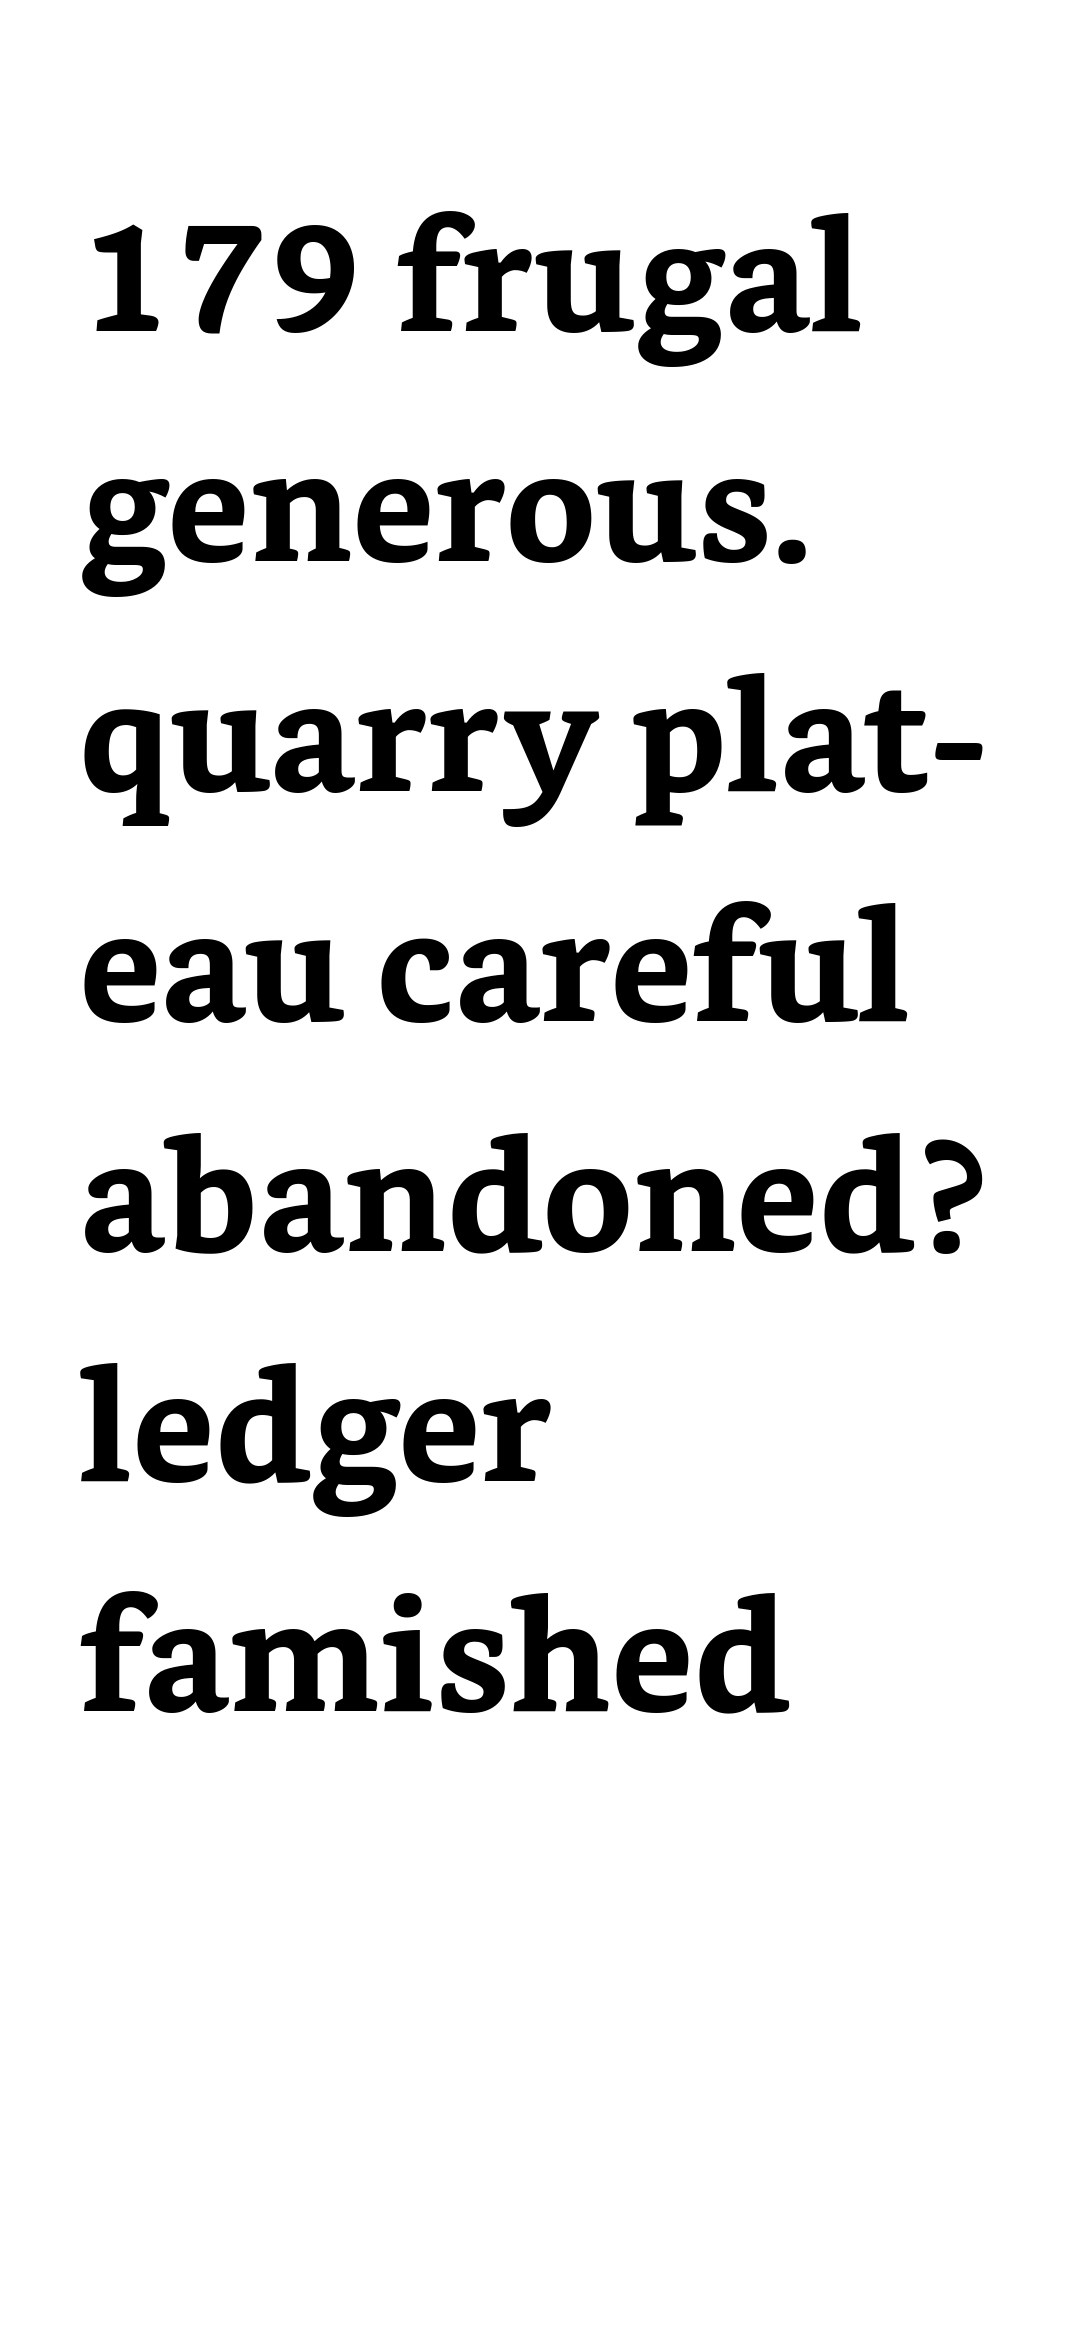 179 frugal
generous.
quarry plat-
eau careful
abandoned?
ledger
famished